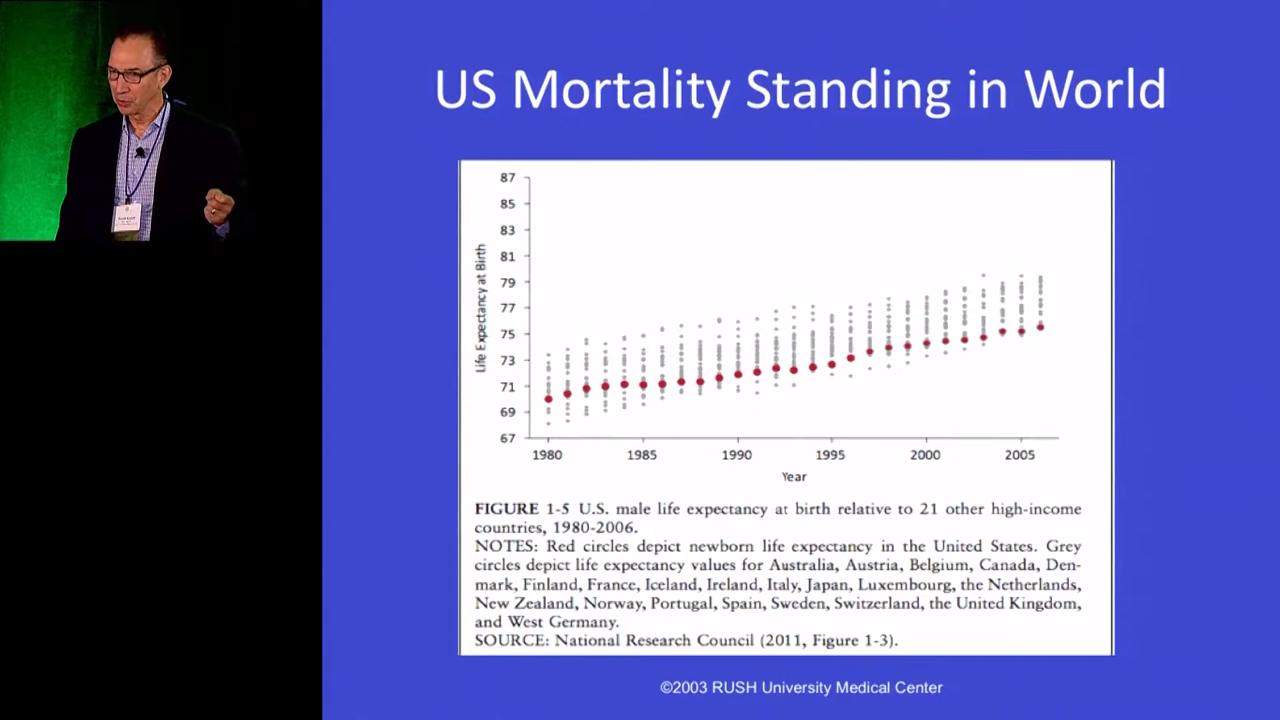 US Mortality Standing in World
87
85
83
81
79
77
75
73
71
69
67
Life Expectancy at Birth
1980 1985 1990 1995 2000 2005
Year
FIGURE 1-5 U.S. male life expectancy at birth relative to 21 other high-income
countries, 1980-2006.
NOTES: Red circles depict newborn life expectancy in the United States. Grey
circles depict life expectancy values for Australia, Austria, Belgium, Canada, Den-
mark, Finland, France, Iceland, Ireland, Italy, Japan, Luxembourg, the Netherlands,
New Zealand, Norway, Portugal, Spain, Sweden, Switzerland, the United Kingdom,
and West Germany.
SOURCE: National Research Council (2011, Figure 1-3).
©2003 RUSH University Medical Center